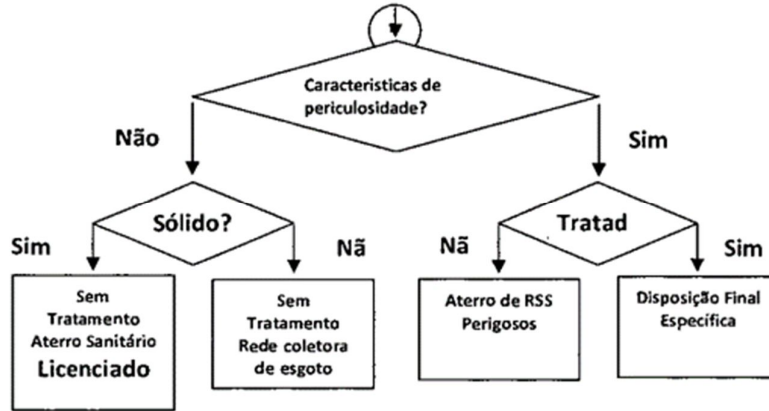 Caracteristicas de
periculosidade?
Não
Sim
Sólido?
Tratad
Sim
Nã
Nã
Sim
Sem
Tratamento
Aterro Sanitário
Licenciado
Sem
Tratamento
Rede coletora
de esgoto
Aterro de RSS
Perigosos
Disposição Final
Específica